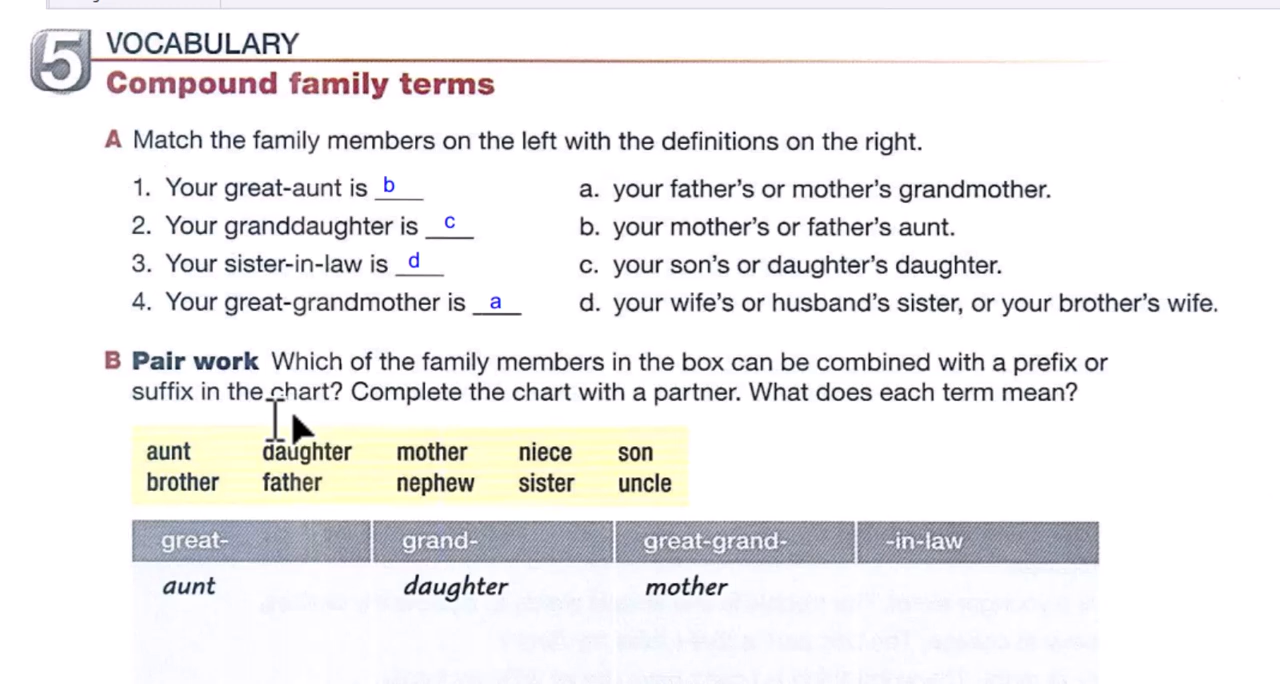 5 VOCABULARY
Compound family terms
A Match the family members on the left with the definitions on the right.
1. Your great-aunt is b
a. your father's or mother's grandmother.
2. Your granddaughter is c
b. your mother's or father's aunt.
3. Your sister-in-law is d
c. your son's or daughter's daughter.
4. Your great-grandmother is a
d. your wife's or husband's sister, or your brother's wife.
B Pair work Which of the family members in the box can be combined with a prefix or
suffix in the chart? Complete the chart with a partner. What does each term mean?
aunt daughter mother niece son
brother father nephew sister uncle
great- grand- great-grand- -in-law
aunt daughter mother